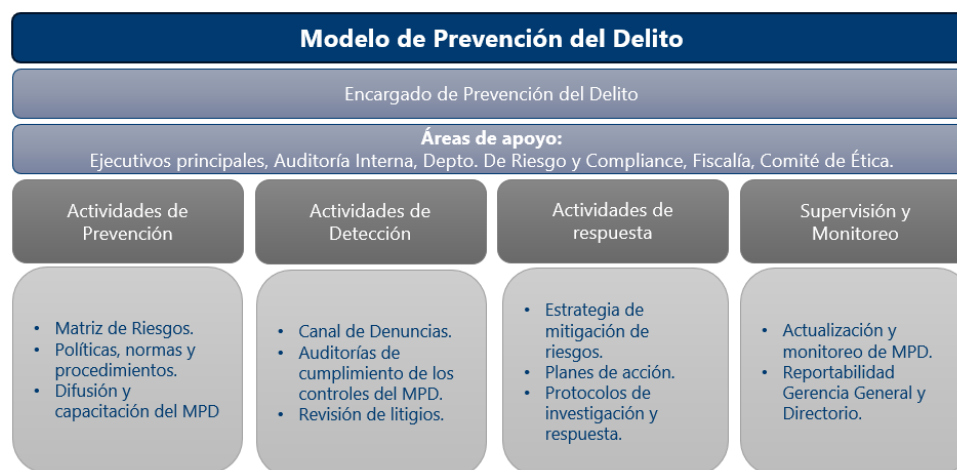 Modelo de Prevención del Delito
Encargado de Prevención del Delito
Áreas de apoyo:
Ejecutivos principales, Auditoría Interna, Depto. De Riesgo y Compliance, Fiscalía, Comité de Ética.
Actividades de
Prevención
Actividades de
Detección
Actividades de
respuesta
Supervisión y
Monitoreo
• Matriz de Riesgos.
• Políticas, normas y
procedimientos.
• Difusión y
capacitación del MPD
• Canal de Denuncias.
• Auditorías de
cumplimiento de los
controles del MPD.
• Revisión de litigios.
• Estrategia de
mitigación de
riesgos.
• Planes de acción.
• Protocolos de
investigación y
respuesta.
• Actualización y
monitoreo de MPD.
• Reportabilidad
Gerencia General y
Directorio.